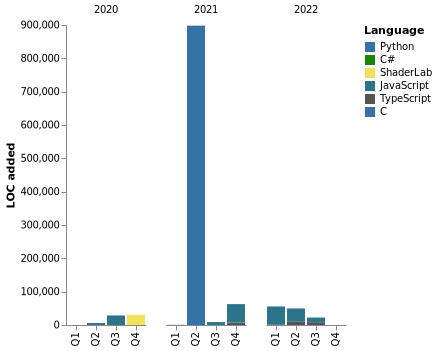 2020
2021
2022
900,000
800,000
700,000
600,000
500,000
400,000
300,000
200,000
100,000
0
LOC added
Q1
Q2
Q3
Q4
Q1
Q2
Q3
Q4
Q1
Q2
Q3
Q4
Language
Python
C#
ShaderLab
JavaScript
TypeScript
C